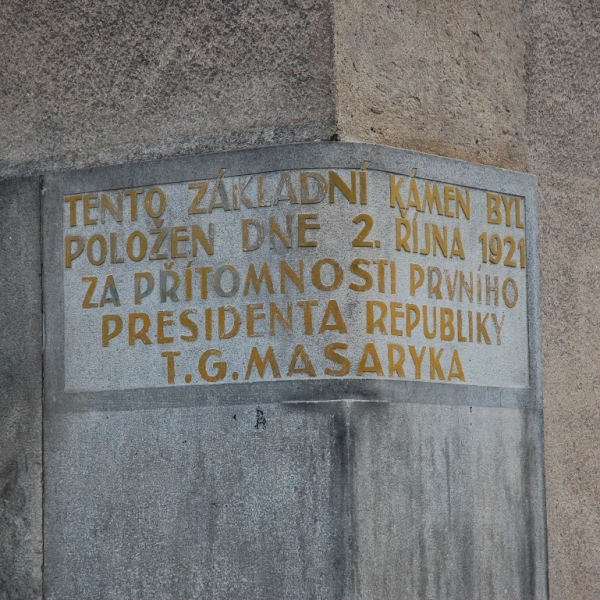 TENTO ZÁKLADNÍ KÁMEN BYL
POLOŽEN DNE 2. ŘÍJNA 1921
ZA PŘÍTOMNOSTI PRVNÍHO
PRESIDENTA REPUBLIKY
T.G.MASARYKA